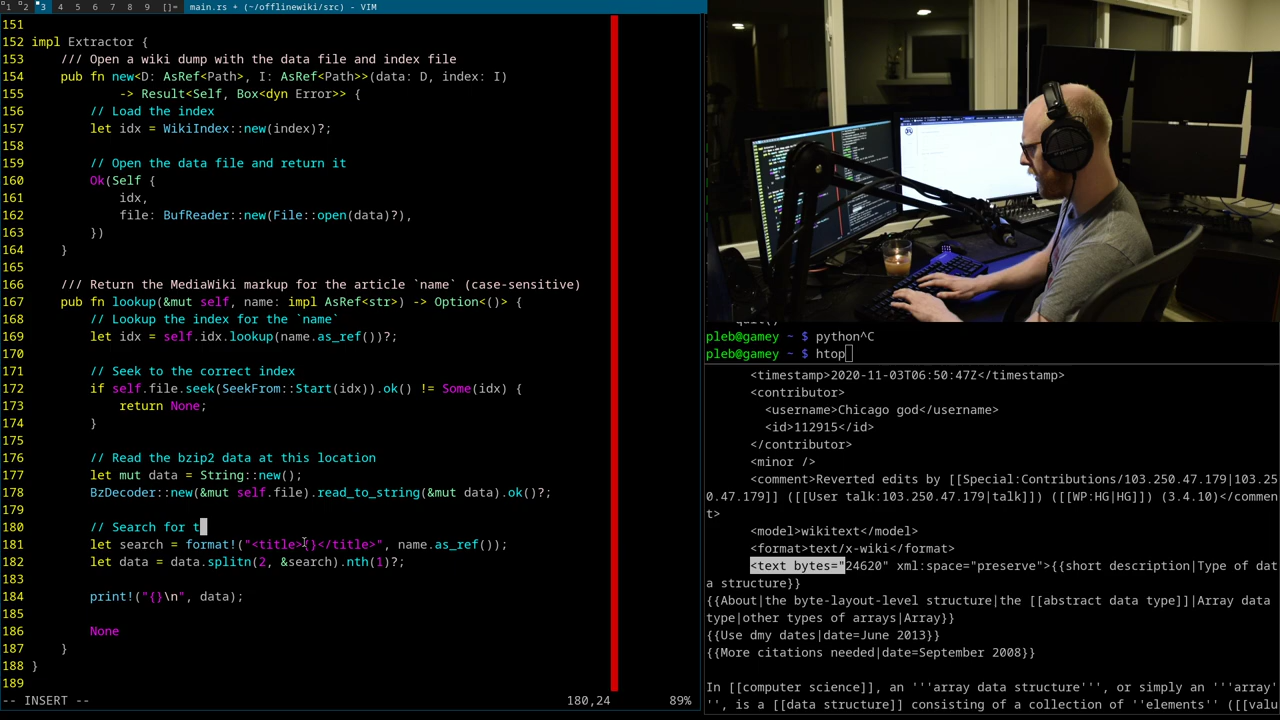 1 2 3 4 5 6 7 8 9 []= main.rs + (~/offlinewiki/src) - VIM
151
152 impl Extractor {
153     /// Open a wiki dump with the data file and index file
154     pub fn new<D: AsRef<Path>, I: AsRef<Path>>(data: D, index: I)
155             -> Result<Self, Box<dyn Error>> {
156         // Load the index
157         let idx = WikiIndex::new(index)?;
158
159         // Open the data file and return it
160         Ok(Self {
161             idx,
162             file: BufReader::new(File::open(data)?),
163         })
164     }
165
166     /// Return the MediaWiki markup for the article `name` (case-sensitive)
167     pub fn lookup(&mut self, name: impl AsRef<str>) -> Option<()> {
168         // Lookup the index for the `name`
169         let idx = self.idx.lookup(name.as_ref())?;
170
171         // Seek to the correct index
172         if self.file.seek(SeekFrom::Start(idx)).ok() != Some(idx) {
173             return None;
174         }
175
176         // Read the bzip2 data at this location
177         let mut data = String::new();
178         BzDecoder::new(&mut self.file).read_to_string(&mut data).ok()?;
179
180         // Search for t
181         let search = format!("<title>{}</title>", name.as_ref());
182         let data = data.splitn(2, &search).nth(1)?;
183
184         print!("{}\n", data);
185
186         None
187     }
188 }
189
-- INSERT -- 180,24 89%
pleb@gamey ~ $ python^C
pleb@gamey ~ $ htop
<timestamp>2020-11-03T06:50:47Z</timestamp>
<contributor>
<username>Chicago god</username>
<id>112915</id>
</contributor>
<minor />
<comment>Reverted edits by [[Special:Contributions/103.250.47.179|103.25
0.47.179]] ([[User talk:103.250.47.179|talk]]) ([[WP:HG|HG]]) (3.4.10)</commen
t>
<model>wikitext</model>
<format>text/x-wiki</format>
<text bytes="24620" xml:space="preserve">{{short description|Type of dat
a structure}}
{{About|the byte-layout-level structure|the [[abstract data type]]|Array data
type|other types of arrays|Array}}
{{Use dmy dates|date=June 2013}}
{{More citations needed|date=September 2008}}
In [[computer science]], an '''array data structure''', or simply an '''array'
'', is a [[data structure]] consisting of a collection of ''elements'' ([[valu